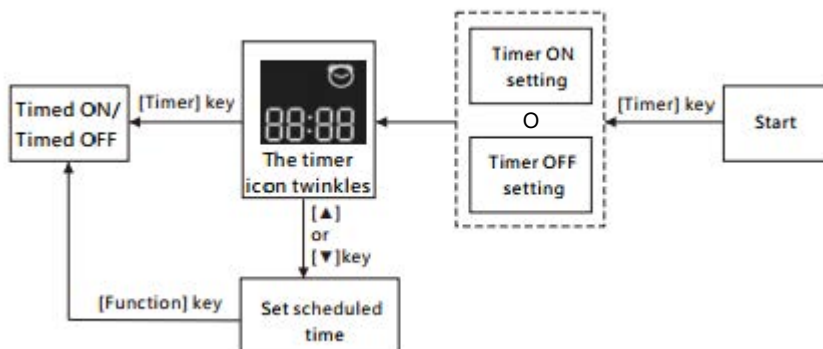 Timer ON
setting
[Timer] key
[Timer] key
Timed ON/
Timed OFF
88:88
O
Start
The timer
icon twinkles
Timer OFF
setting
[▲]
or
[▼]key
[Function] key
Set scheduled
time